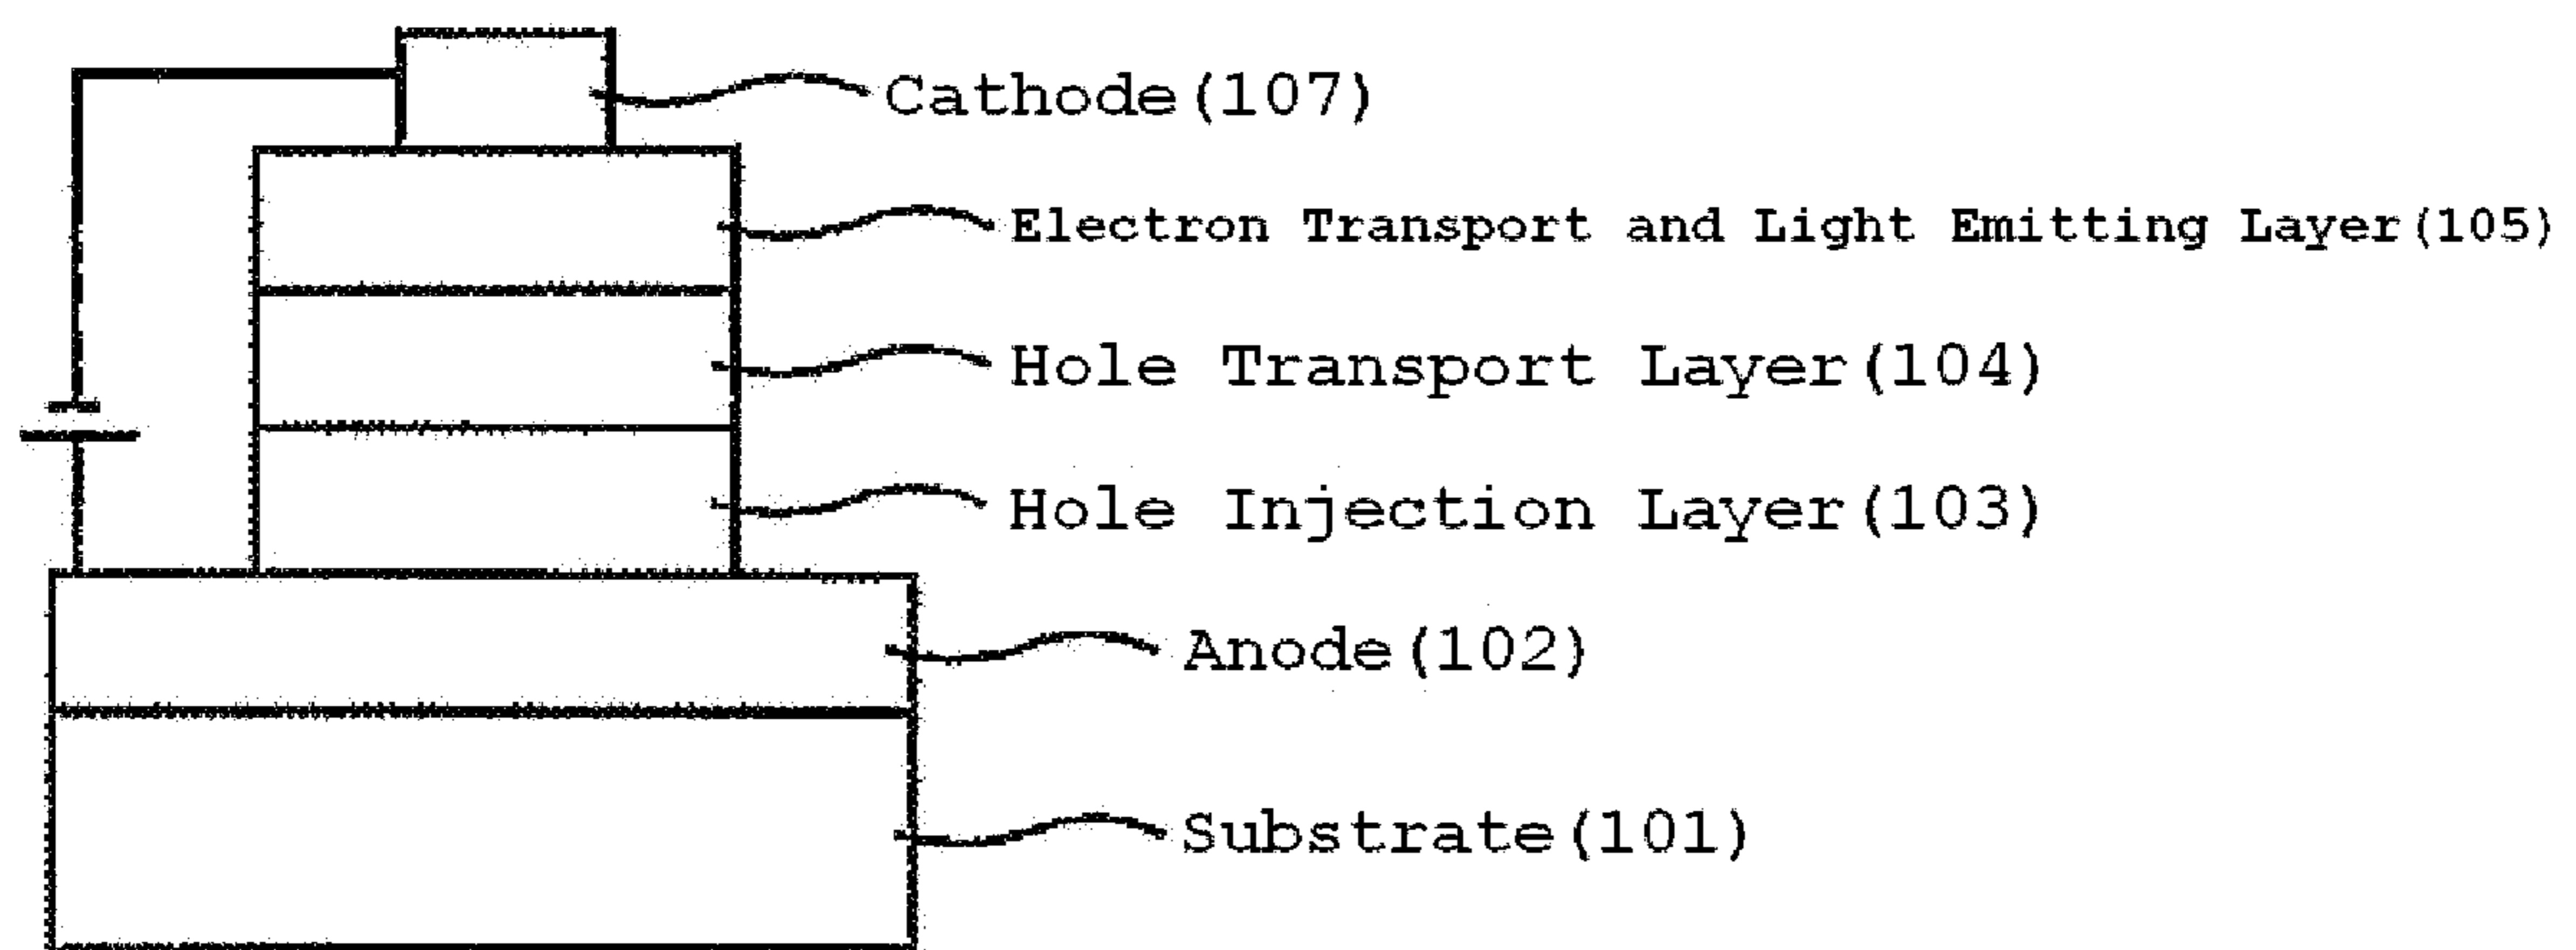 Cathode(107)
Electron Transport and Light Emitting Layer(105)
Hole Transport Layer(104)
Hole Injection Layer(103)
Anode(102)
Substrate(101)